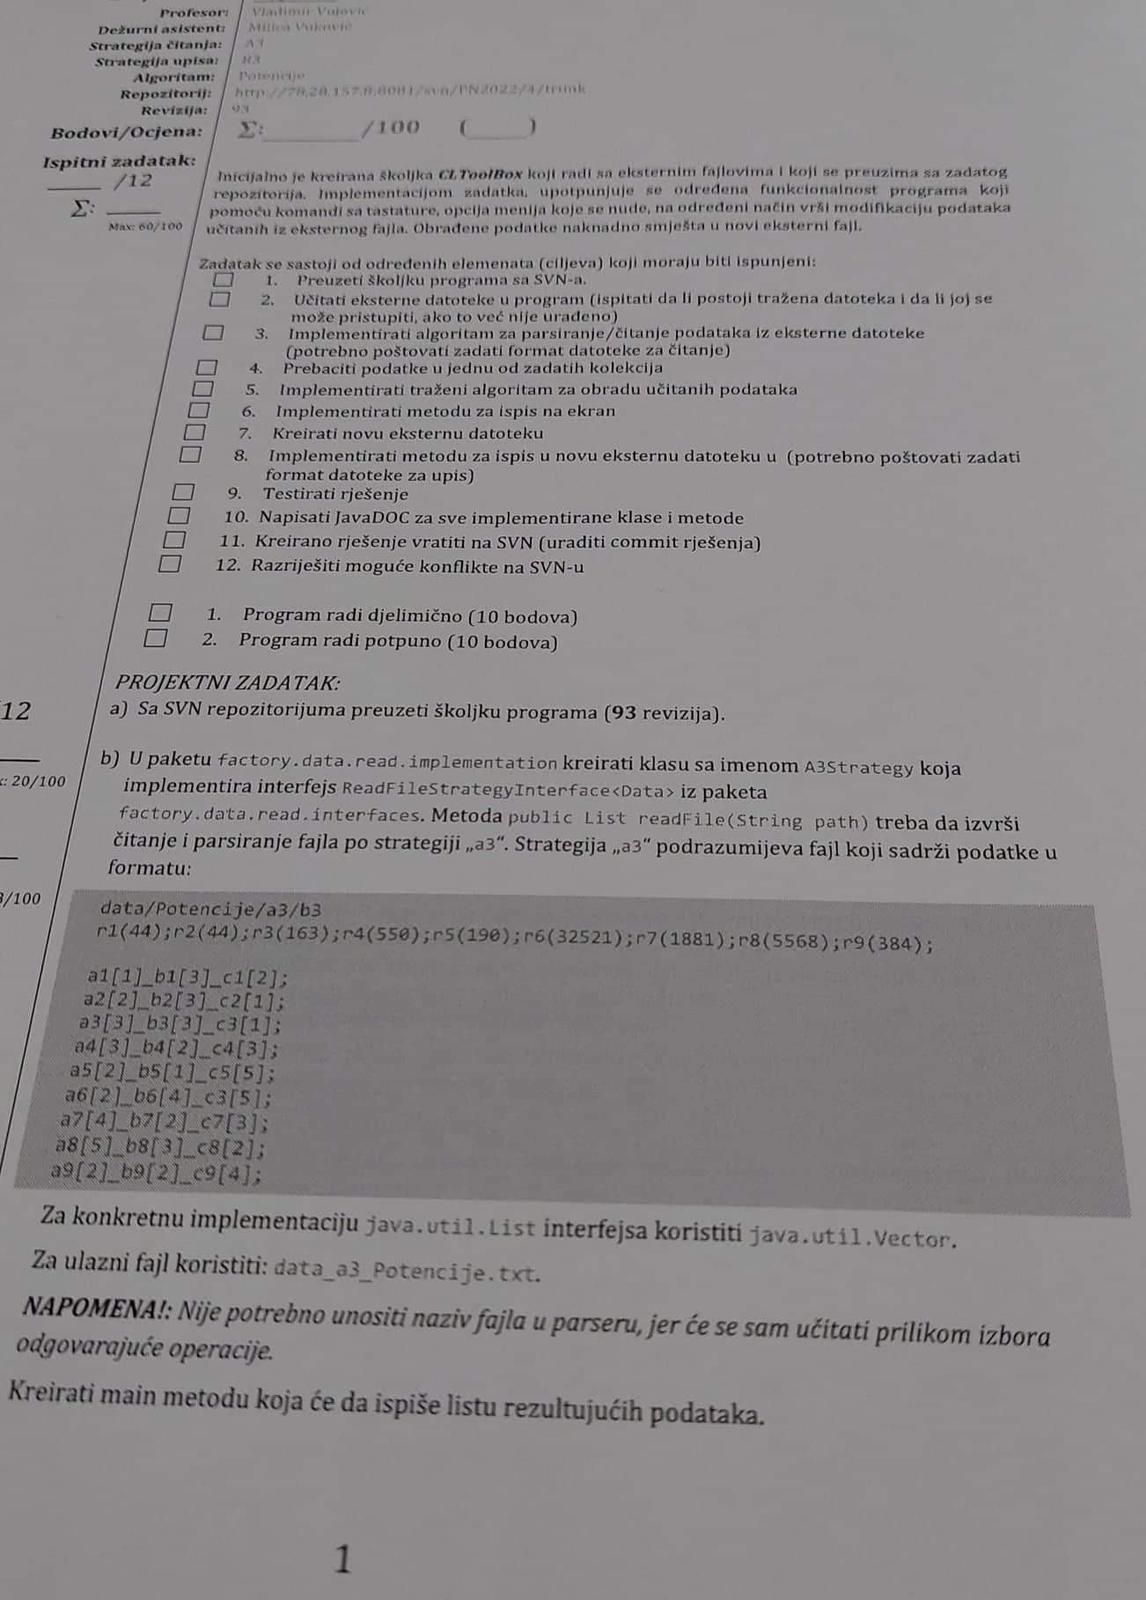 Profesor: Vladimir Vujović
Dežurni asistent: Milica Vuković
Strategija čitanja: A3
Strategija upisa: B3
Algoritam: Potencije
Repozitorij: http://78.28.157.8:8081/svn/PN2022/4/trunk
Revizija: 93
Bodovi/Ocjena: Σ:________/100 (____)
Ispitni zadatak:
_____ /12
Σ: _____
Max: 60/100
Inicijalno je kreirana školjka CLToolBox koji radi sa eksternim fajlovima i koji se preuzima sa zadatog
repozitorija. Implementacijom zadatka, upotpunjuje se određena funkcionalnost programa koji
pomoću komandi sa tastature, opcija menija koje se nude, na određeni način vrši modifikaciju podataka
učitanih iz eksternog fajla. Obrađene podatke naknadno smješta u novi eksterni fajl.
Zadatak se sastoji od određenih elemenata (ciljeva) koji moraju biti ispunjeni:
1. Preuzeti školjku programa sa SVN-a.
2. Učitati eksterne datoteke u program (ispitati da li postoji tražena datoteka i da li joj se
može pristupiti, ako to već nije urađeno)
3. Implementirati algoritam za parsiranje/čitanje podataka iz eksterne datoteke
(potrebno poštovati zadati format datoteke za čitanje)
4. Prebaciti podatke u jednu od zadatih kolekcija
5. Implementirati traženi algoritam za obradu učitanih podataka
6. Implementirati metodu za ispis na ekran
7. Kreirati novu eksternu datoteku
8. Implementirati metodu za ispis u novu eksternu datoteku u (potrebno poštovati zadati
format datoteke za upis)
9. Testirati rješenje
10. Napisati JavaDOC za sve implementirane klase i metode
11. Kreirano rješenje vratiti na SVN (uraditi commit rješenja)
12. Razriješiti moguće konflikte na SVN-u
1. Program radi djelimično (10 bodova)
2. Program radi potpuno (10 bodova)
PROJEKTNI ZADATAK:
12
a) Sa SVN repozitorijuma preuzeti školjku programa (93 revizija).
: 20/100
b) U paketu factory.data.read.implementation kreirati klasu sa imenom A3Strategy koja
implementira interfejs ReadFileStrategyInterface<Data> iz paketa
factory.data.read.interfaces. Metoda public List readFile(String path) treba da izvrši
čitanje i parsiranje fajla po strategiji „a3“. Strategija „a3“ podrazumijeva fajl koji sadrži podatke u
formatu:
/100
data/Potencije/a3/b3
r1(44);r2(44);r3(163);r4(550);r5(190);r6(32521);r7(1881);r8(5568);r9(384);
a1[1]_b1[3]_c1[2];
a2[2]_b2[3]_c2[1];
a3[3]_b3[3]_c3[1];
a4[3]_b4[2]_c4[3];
a5[2]_b5[1]_c5[5];
a6[2]_b6[4]_c3[5];
a7[4]_b7[2]_c7[3];
a8[5]_b8[3]_c8[2];
a9[2]_b9[2]_c9[4];
Za konkretnu implementaciju java.util.List interfejsa koristiti java.util.Vector.
Za ulazni fajl koristiti: data_a3_Potencije.txt.
NAPOMENA!: Nije potrebno unositi naziv fajla u parseru, jer će se sam učitati prilikom izbora
odgovarajuće operacije.
Kreirati main metodu koja će da ispiše listu rezultujućih podataka.
1